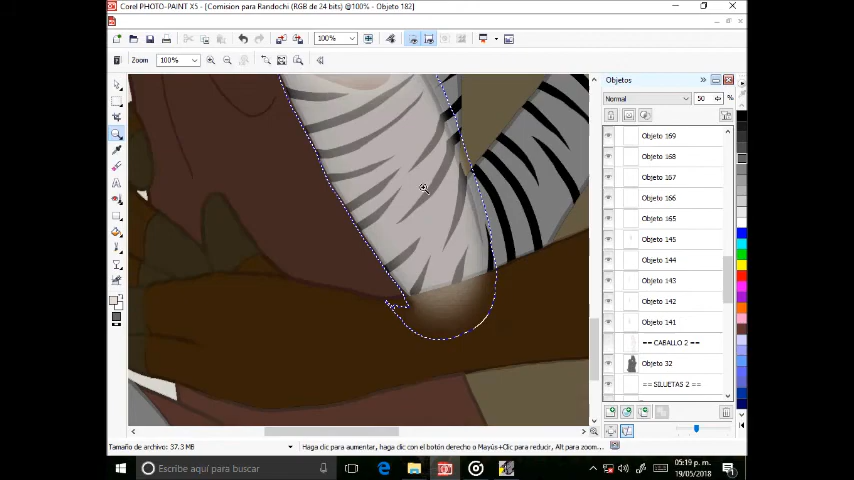 Corel PHOTO-PAINT X5 - [Comision para Randochi (RGB de 24 bits) @100% - Objeto 182]
100%
Zoom
100%
Objetos
Normal
50
%
Objeto 169
Objeto 168
Objeto 167
Objeto 166
Objeto 165
Objeto 145
Objeto 144
Objeto 143
Objeto 142
Objeto 141
== CABALLO 2 ==
Objeto 32
== SILUETAS 2 ==
Tamaño de archivo: 37.3 MB
Haga clic para aumentar, haga clic con el botón derecho o Mayús+Clic para reducir, Alt para zoom...
Escribe aquí para buscar
05:19 p. m.
19/05/2018